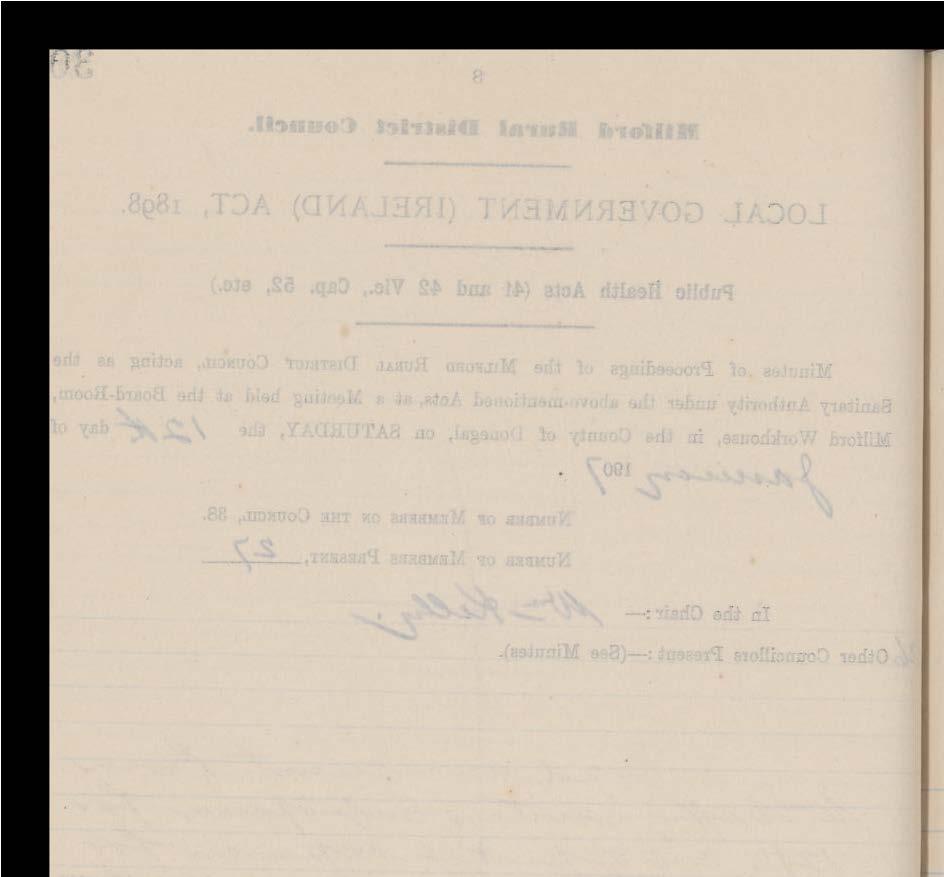 30
8
Milford Rural District Council.
LOCAL GOVERNMENT (IRELAND) ACT, 1898.
Public Health Acts (41 and 42 Vic., Cap. 52, etc.)
Minutes of Proceedings of the MILFORD RURAL DISTRICT COUNCIL, acting as the
Sanitary Authority under the above-mentioned Acts, at a Meeting held at the Board-Room,
Milford Workhouse, in the County of Donegal, on SATURDAY, the 12th day of
January 1907
NUMBER OF MEMBERS ON THE COUNCIL, 38.
NUMBER OF MEMBERS PRESENT, 27
In the Chair:— Wm Kelly
Other Councillors Present:—(See Minutes).